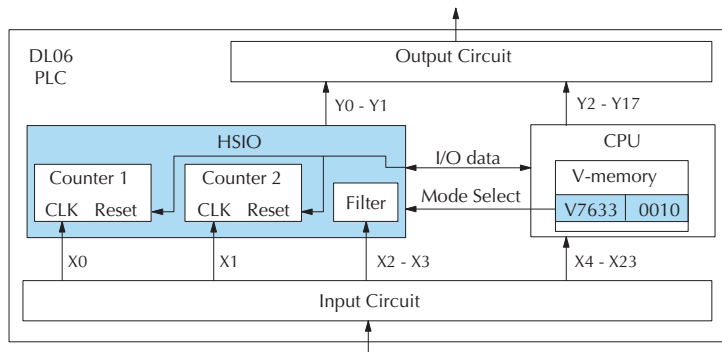 DL06
PLC
Output Circuit
Y0 - Y1
Y2 - Y17
HSIO
CPU
I/O data
Counter 1
CLK Reset
Counter 2
CLK Reset
Filter
Mode Select
V-memory
V7633 0010
X0
X1
X2 - X3
X4 - X23
Input Circuit